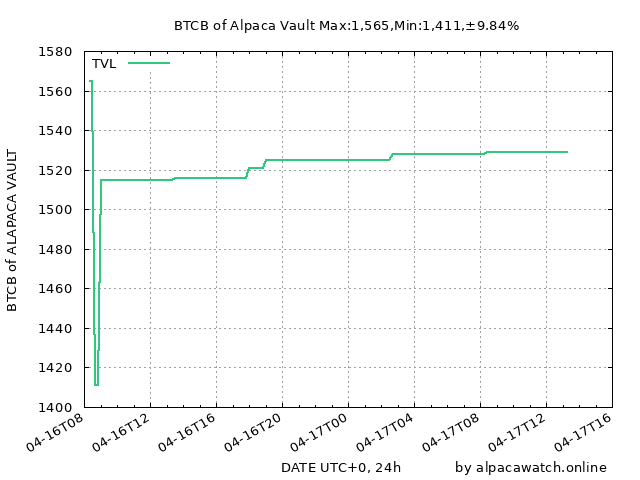 BTCB of Alpaca Vault Max:1,565,Min:1,411,±9.84%
TVL
1580
1560
1540
1520
1500
1480
1460
1440
1420
1400
BTCB of ALAPACA VAULT
04-16T08
04-16T12
04-16T16
04-16T20
04-17T00
04-17T04
04-17T08
04-17T12
04-17T16
DATE UTC+0, 24h
by alpacawatch.online